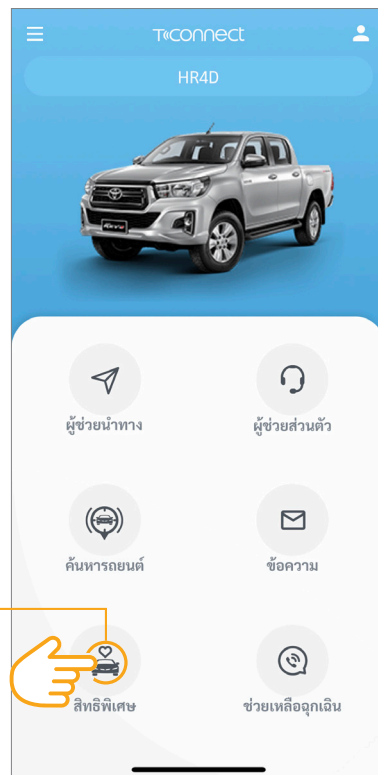 T-CONNECT
HR4D
ผู้ช่วยนำทาง
ผู้ช่วยส่วนตัว
ค้นหารถยนต์
ข้อความ
สิทธิพิเศษ
ช่วยเหลือฉุกเฉิน